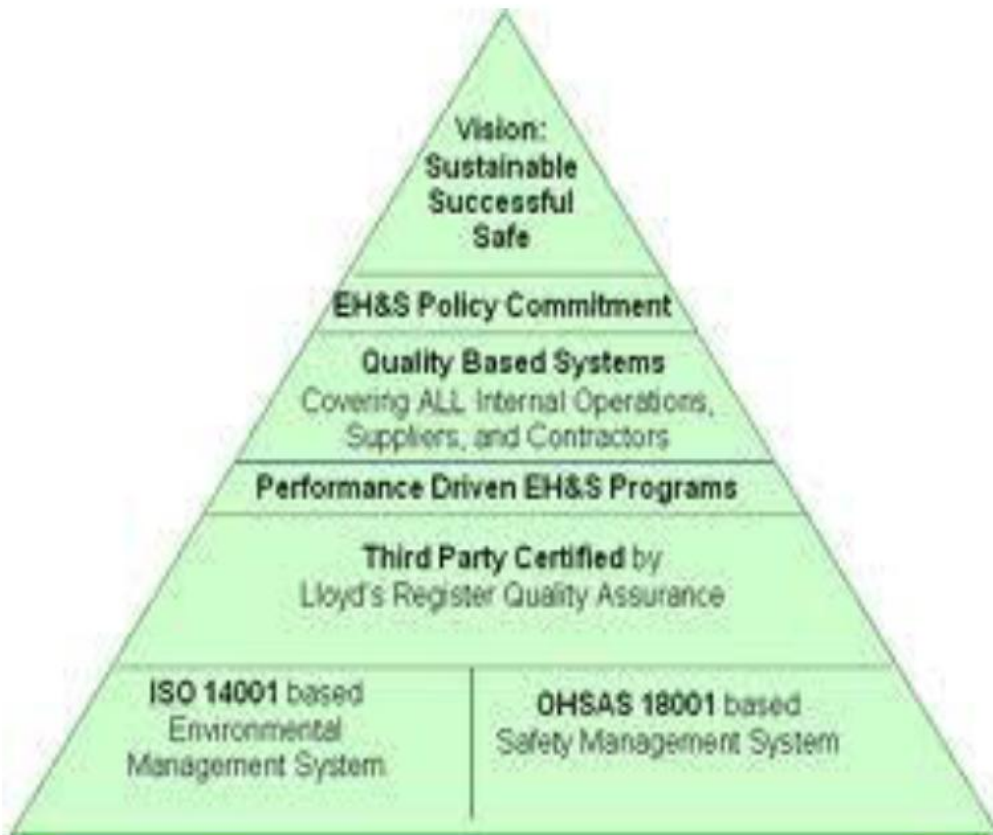 Vision:
Sustainable
Successful
Safe
EH&S Policy Commitment
Quality Based Systems
Covering ALL Internal Operations,
Suppliers, and Contractors
Performance Driven EH&S Programs
Third Party Certified by
Lloyd's Register Quality Assurance
ISO 14001 based
Environmental
Management System
OHSAS 18001 based
Safety Management System